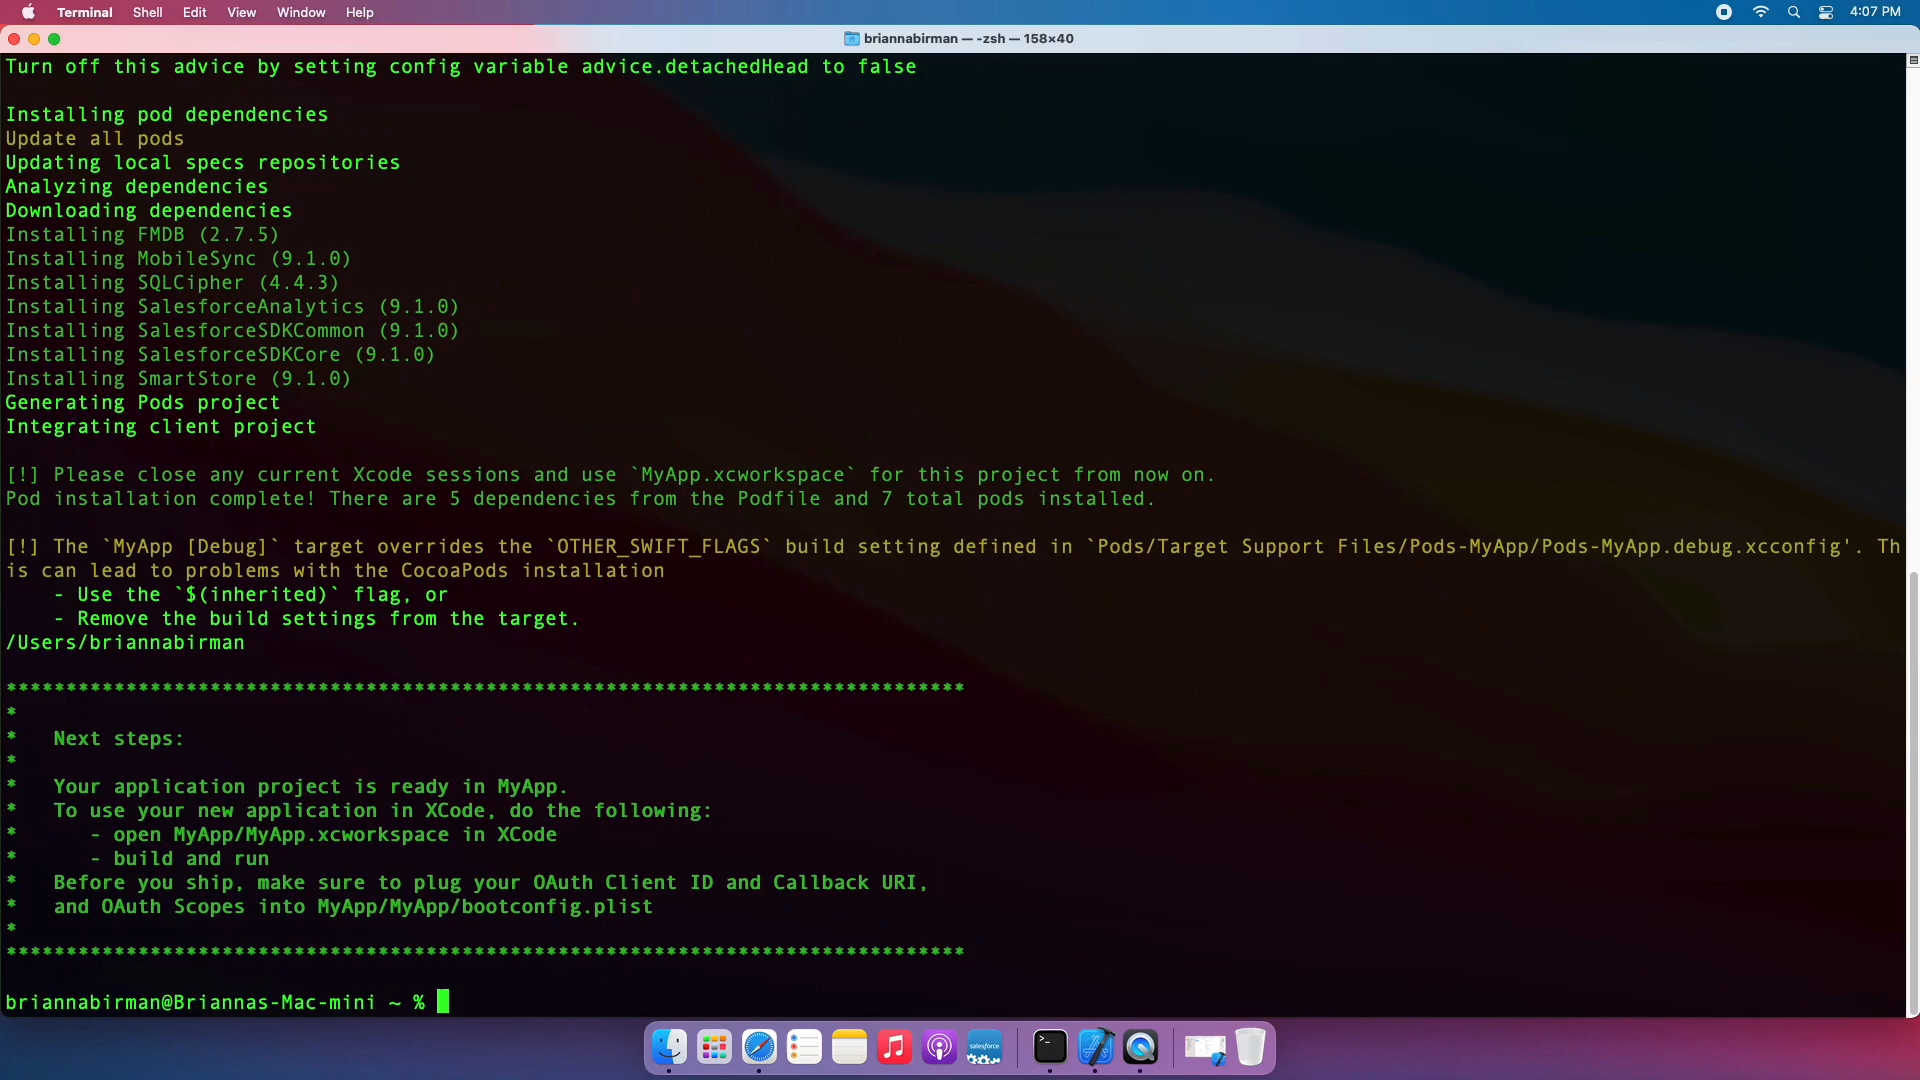 Terminal Shell Edit View Window Help 4:07 PM
briannabirman — -zsh — 158×40
Turn off this advice by setting config variable advice.detachedHead to false
Installing pod dependencies
Update all pods
Updating local specs repositories
Analyzing dependencies
Downloading dependencies
Installing FMDB (2.7.5)
Installing MobileSync (9.1.0)
Installing SQLCipher (4.4.3)
Installing SalesforceAnalytics (9.1.0)
Installing SalesforceSDKCommon (9.1.0)
Installing SalesforceSDKCore (9.1.0)
Installing SmartStore (9.1.0)
Generating Pods project
Integrating client project
[!] Please close any current Xcode sessions and use `MyApp.xcworkspace` for this project from now on.
Pod installation complete! There are 5 dependencies from the Podfile and 7 total pods installed.
[!] The `MyApp [Debug]` target overrides the `OTHER_SWIFT_FLAGS` build setting defined in `Pods/Target Support Files/Pods-MyApp/Pods-MyApp.debug.xcconfig'. Th
is can lead to problems with the CocoaPods installation
    - Use the `$(inherited)` flag, or
    - Remove the build settings from the target.
/Users/briannabirman
********************************************************************************
*
*   Next steps:
*
*   Your application project is ready in MyApp.
*   To use your new application in XCode, do the following:
*      - open MyApp/MyApp.xcworkspace in XCode
*      - build and run
*   Before you ship, make sure to plug your OAuth Client ID and Callback URI,
*   and OAuth Scopes into MyApp/MyApp/bootconfig.plist
*
********************************************************************************
briannabirman@Briannas-Mac-mini ~ %
salesforce